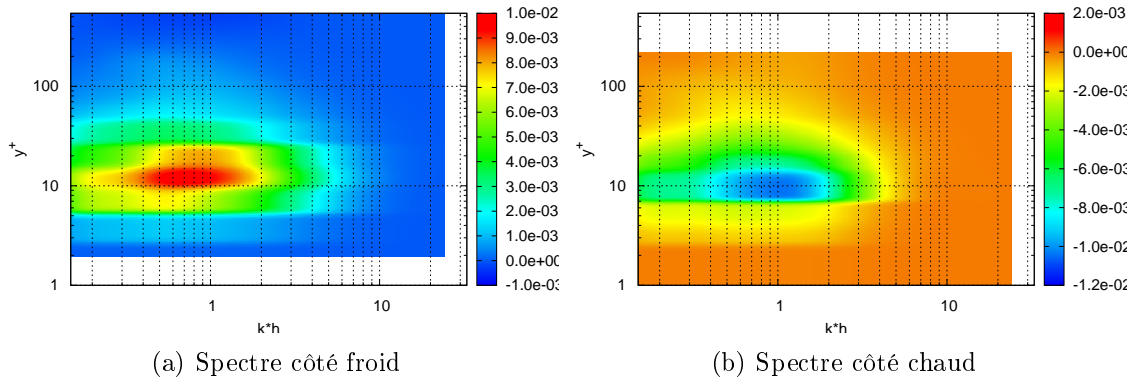 1.0e-02
9.0e-03
8.0e-03
7.0e-03
6.0e-03
5.0e-03
4.0e-03
3.0e-03
2.0e-03
1.0e-03
0.0e+00
-1.0e-03
100
10
1
y+
1 10
k*h
(a) Spectre côté froid
2.0e-03
0.0e+00
-2.0e-03
-4.0e-03
-6.0e-03
-8.0e-03
-1.0e-02
-1.2e-02
100
10
1
y+
1 10
k*h
(b) Spectre côté chaud